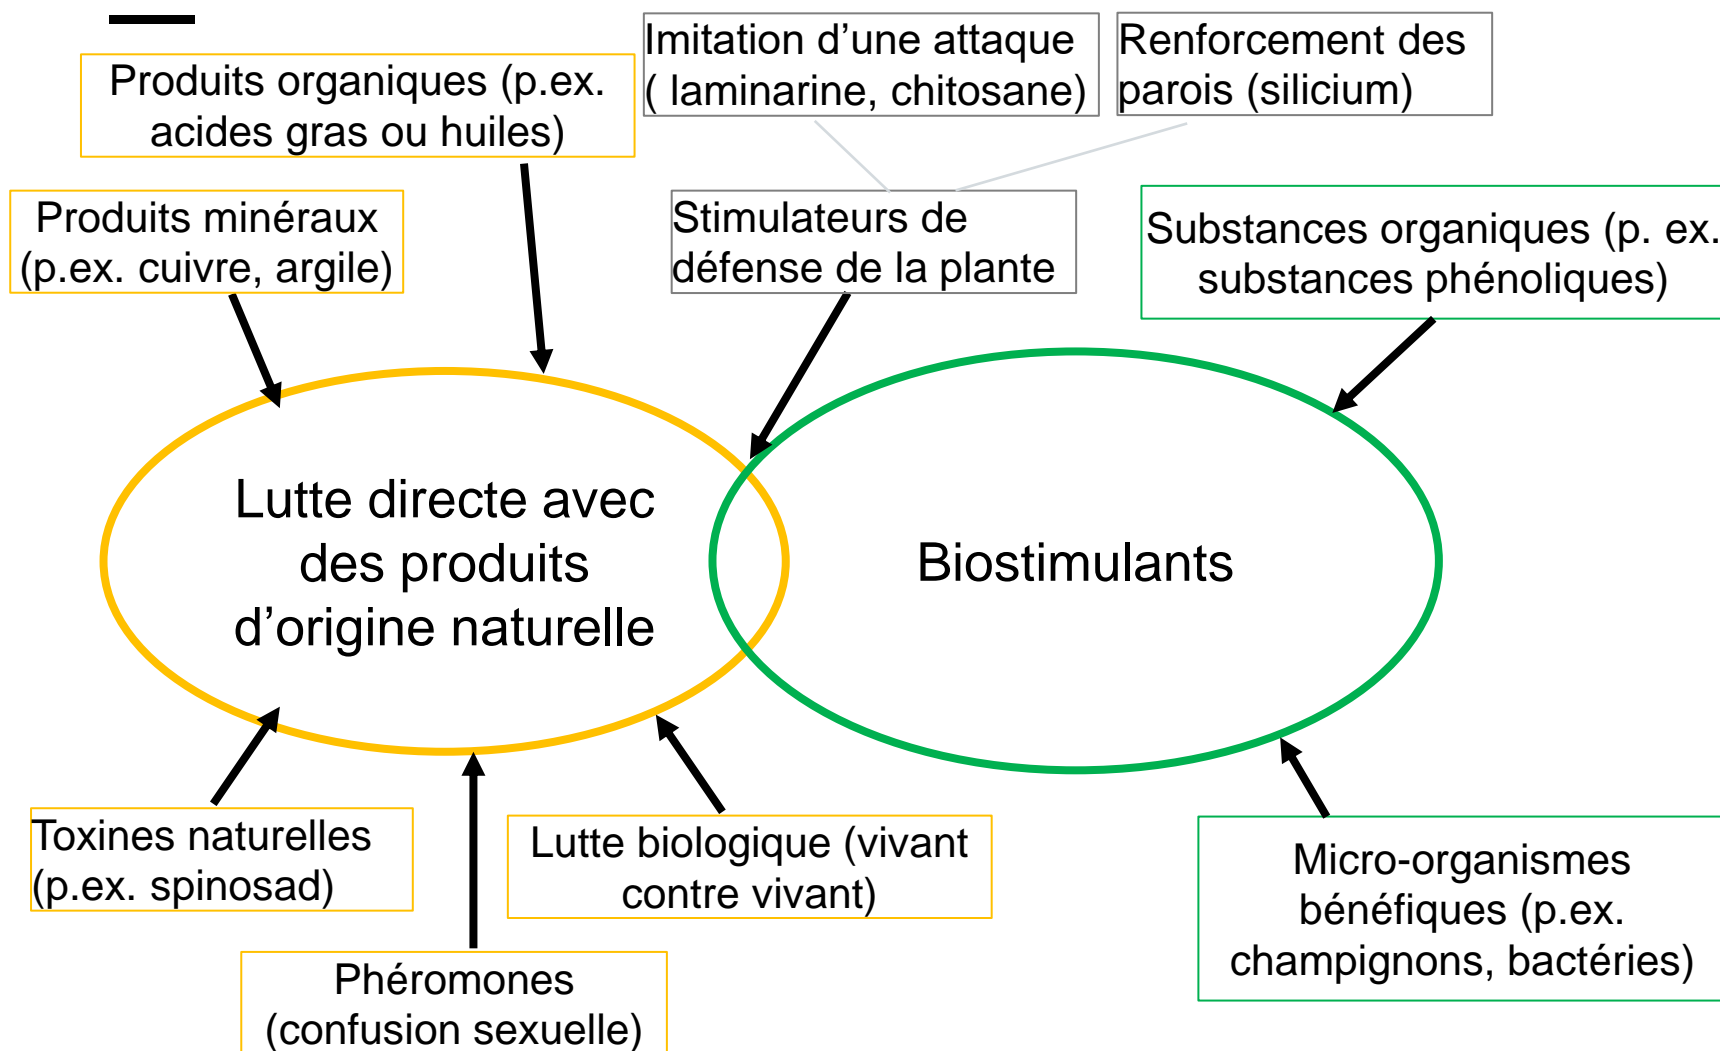 Imitation d’une attaque
( laminarine, chitosane)
Renforcement des
parois (silicium)
Produits organiques (p.ex.
acides gras ou huiles)
Produits minéraux
(p.ex. cuivre, argile)
Stimulateurs de
défense de la plante
Substances organiques (p. ex.
substances phénoliques)
Lutte directe avec
des produits
d’origine naturelle
Biostimulants
Toxines naturelles
(p.ex. spinosad)
Lutte biologique (vivant
contre vivant)
Micro-organismes
bénéfiques (p.ex.
champignons, bactéries)
Phéromones
(confusion sexuelle)